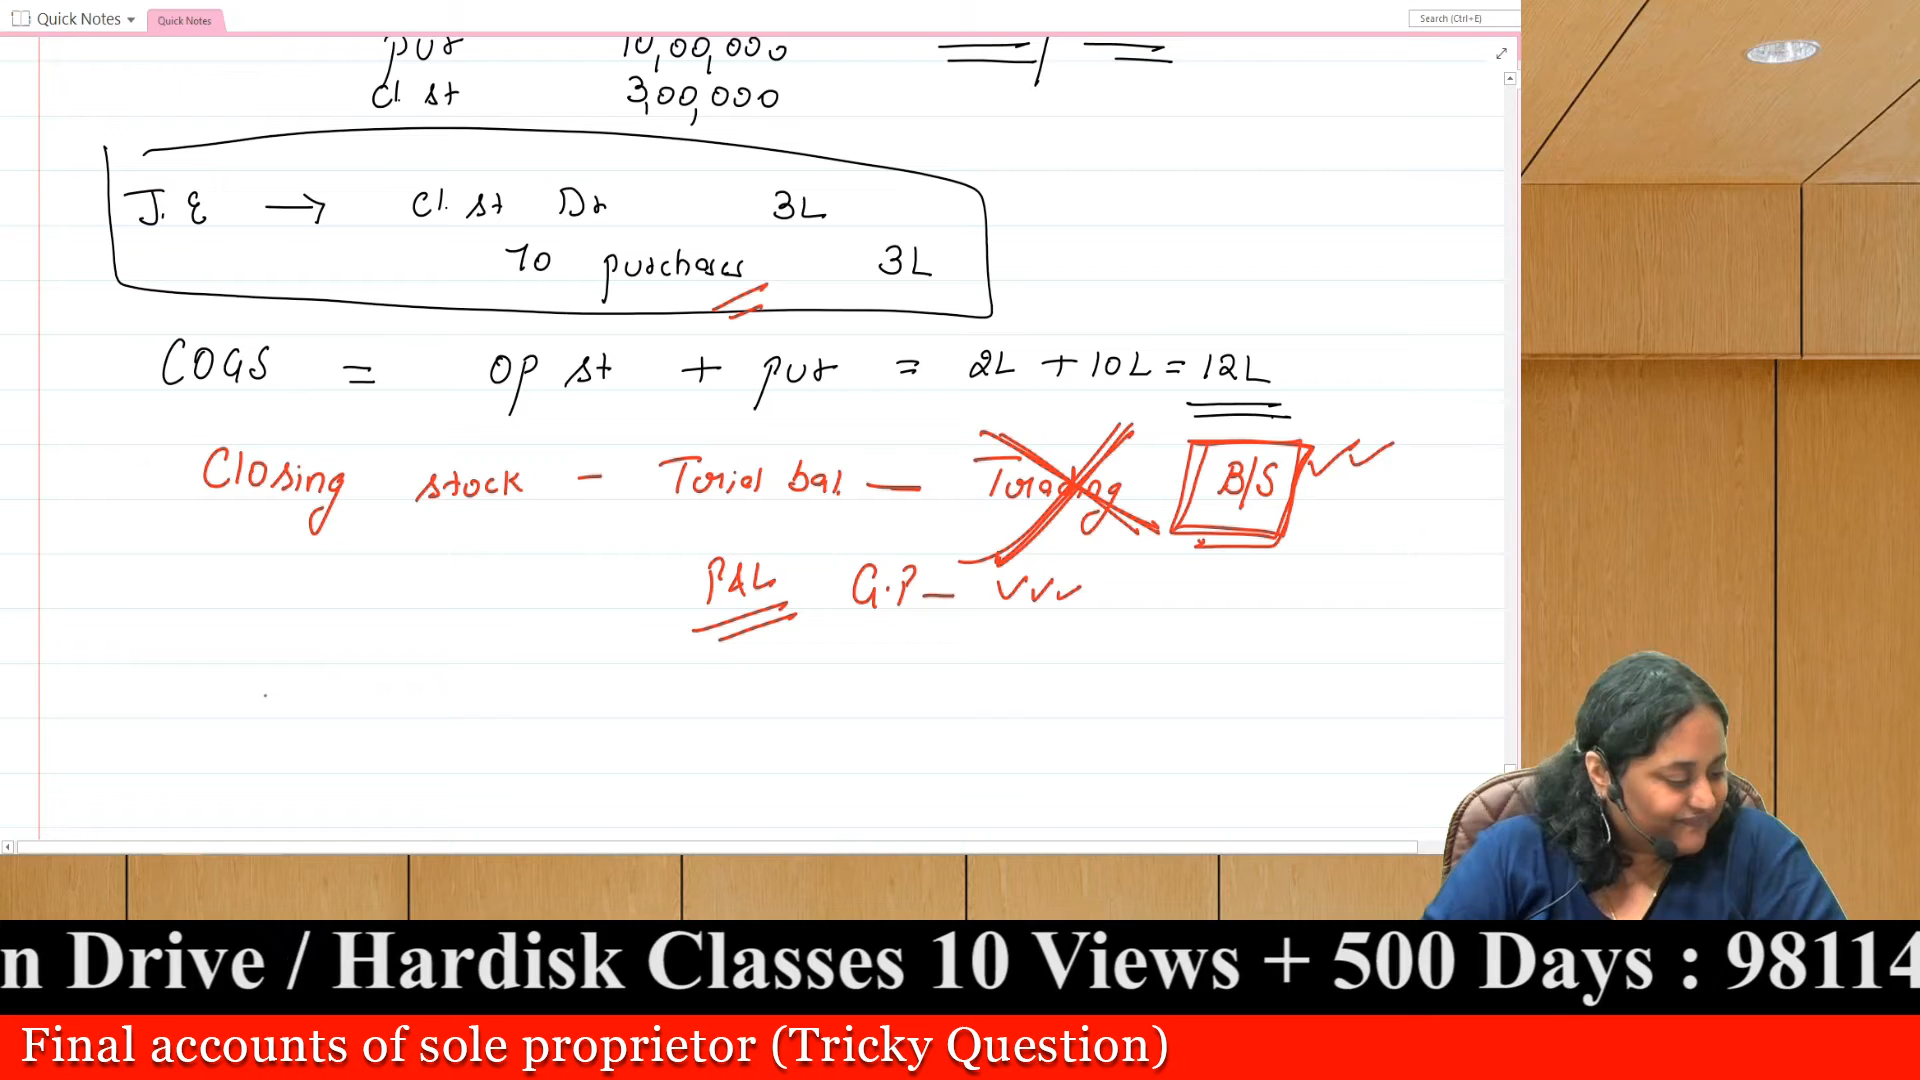 Quick Notes
Quick Notes
Search (Ctrl+E)
pur 10,00,000
cl. st 3,00,000
J.E → Cl. st Dr 3L
To purchases 3L
COGS = OP st + pur = 2L + 10L = 12L
Closing stock - Trial bal. — Trading B/S
P&L G.P -
n Drive / Hardisk Classes 10 Views + 500 Days : 98114
Final accounts of sole proprietor (Tricky Question)